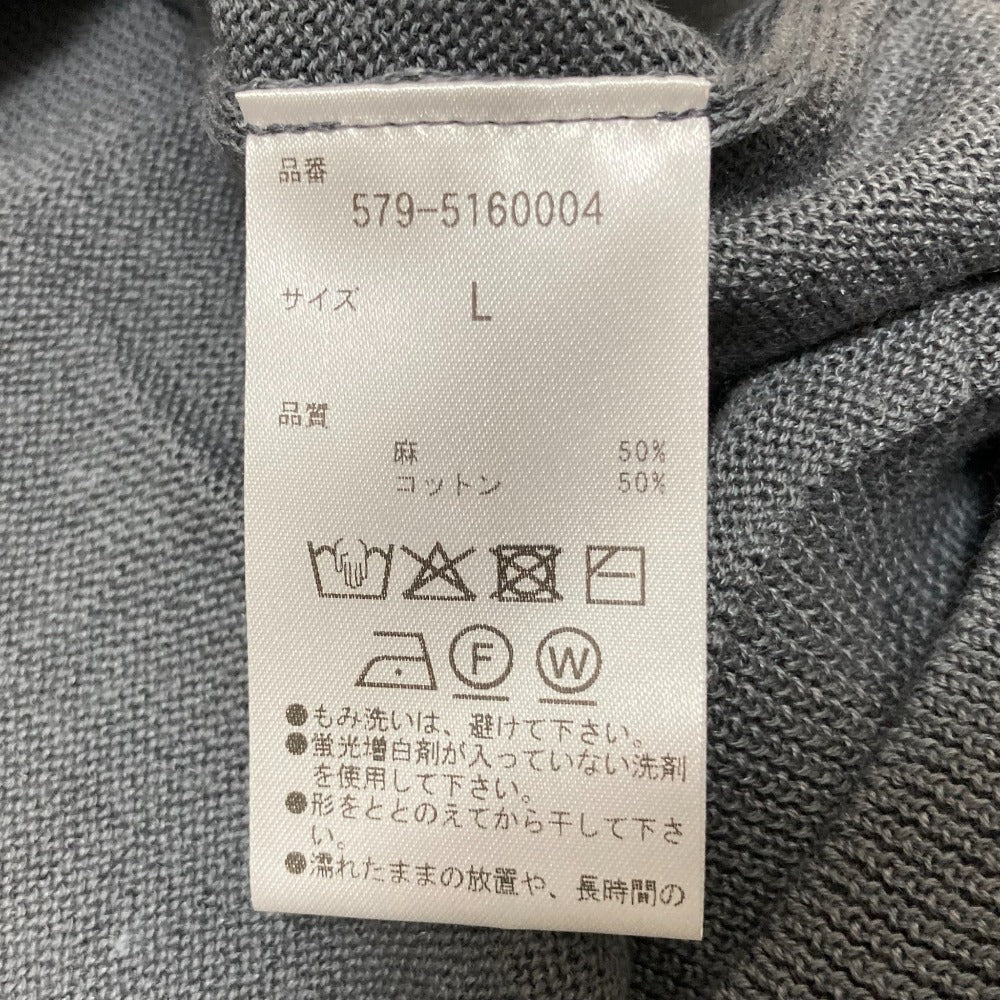 品番
579-5160004
サイズ L
品質
麻 50%
コットン 50%
F W
●もみ洗いは、避けて下さい。
●蛍光増白剤が入っていない洗剤
を使用して下さい。
●形をととのえてから干して下さ
い。
●濡れたままの放置や、長時間の